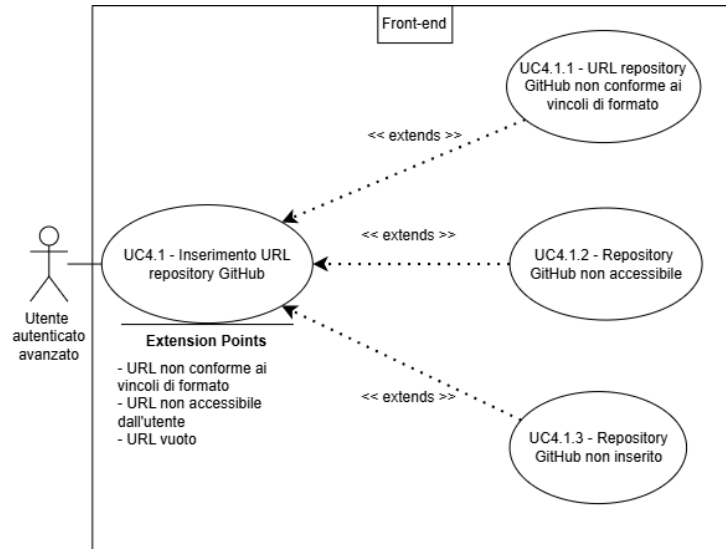 Front-end
UC4.1.1 - URL repository
GitHub non conforme ai
vincoli di formato
<< extends >>
<< extends >>
UC4.1 - Inserimento URL
repository GitHub
UC4.1.2 - Repository
GitHub non accessibile
Utente
autenticato
avanzato
Extension Points
- URL non conforme ai
vincoli di formato
- URL non accessibile
dall'utente
- URL vuoto
<< extends >>
UC4.1.3 - Repository
GitHub non inserito